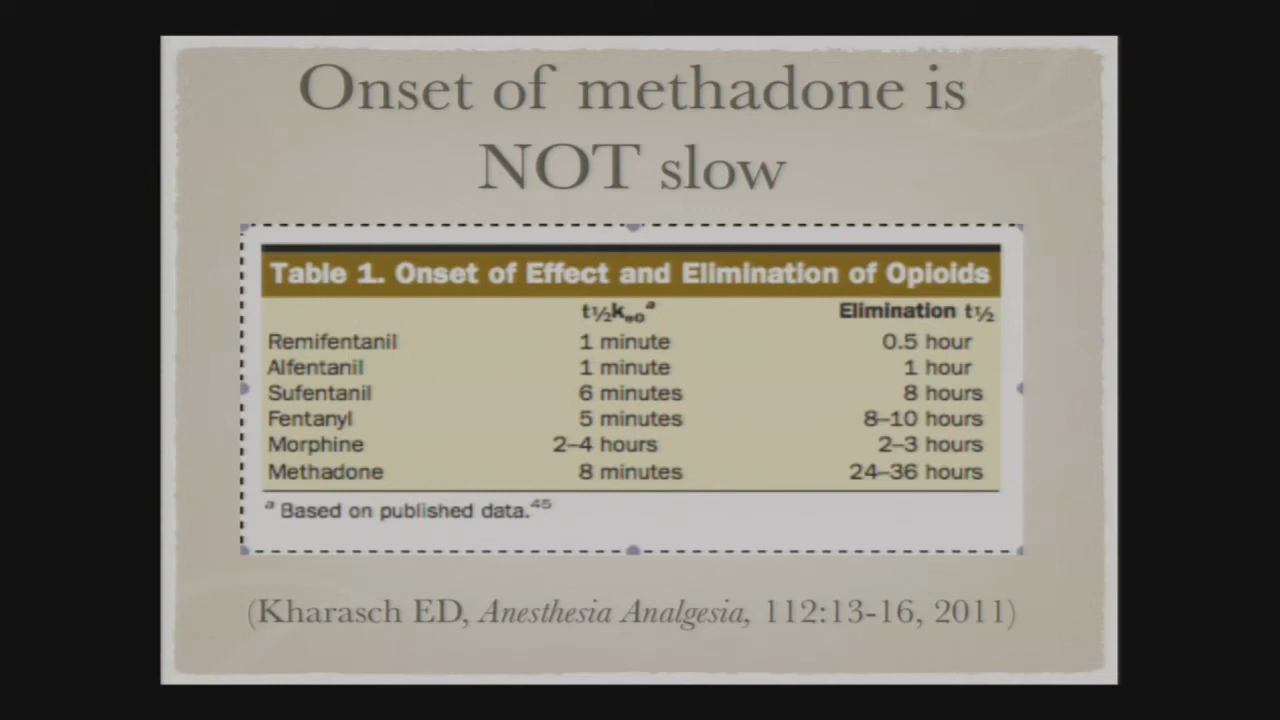 Onset of methadone is
NOT slow
Table 1. Onset of Effect and Elimination of Opioids
t½kₑ₀ᵃ Elimination t½
Remifentanil 1 minute 0.5 hour
Alfentanil 1 minute 1 hour
Sufentanil 6 minutes 8 hours
Fentanyl 5 minutes 8–10 hours
Morphine 2–4 hours 2–3 hours
Methadone 8 minutes 24–36 hours
ᵃ Based on published data.⁴⁵
(Kharasch ED, Anesthesia Analgesia, 112:13-16, 2011)